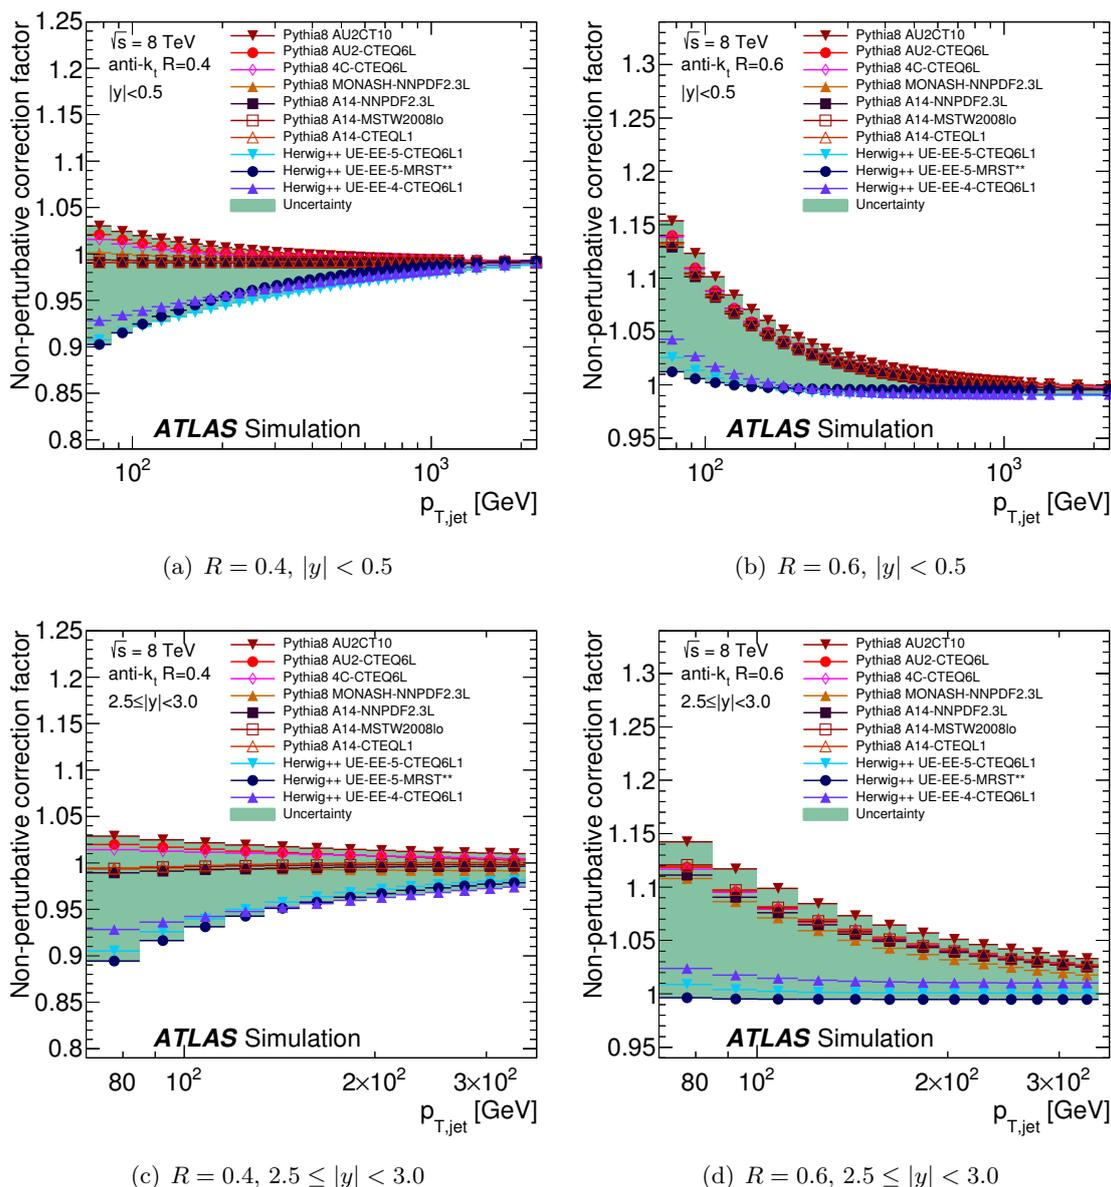 Non-perturbative correction factor
1.25
1.2
1.15
1.1
1.05
1
0.95
0.9
0.85
0.8
√s = 8 TeV
anti-kt R=0.4
|y|<0.5
Pythia8 AU2CT10
Pythia8 AU2-CTEQ6L
Pythia8 4C-CTEQ6L
Pythia8 MONASH-NNPDF2.3L
Pythia8 A14-NNPDF2.3L
Pythia8 A14-MSTW2008lo
Pythia8 A14-CTEQL1
Herwig++ UE-EE-5-CTEQ6L1
Herwig++ UE-EE-5-MRST**
Herwig++ UE-EE-4-CTEQ6L1
Uncertainty
ATLAS Simulation
10²
10³
pT,jet [GeV]
(a) R = 0.4, |y| < 0.5
Non-perturbative correction factor
1.3
1.25
1.2
1.15
1.1
1.05
1
0.95
√s = 8 TeV
anti-kt R=0.6
|y|<0.5
Pythia8 AU2CT10
Pythia8 AU2-CTEQ6L
Pythia8 4C-CTEQ6L
Pythia8 MONASH-NNPDF2.3L
Pythia8 A14-NNPDF2.3L
Pythia8 A14-MSTW2008lo
Pythia8 A14-CTEQL1
Herwig++ UE-EE-5-CTEQ6L1
Herwig++ UE-EE-5-MRST**
Herwig++ UE-EE-4-CTEQ6L1
Uncertainty
ATLAS Simulation
10²
10³
pT,jet [GeV]
(b) R = 0.6, |y| < 0.5
Non-perturbative correction factor
1.25
1.2
1.15
1.1
1.05
1
0.95
0.9
0.85
0.8
√s = 8 TeV
anti-kt R=0.4
2.5≤|y|<3.0
Pythia8 AU2CT10
Pythia8 AU2-CTEQ6L
Pythia8 4C-CTEQ6L
Pythia8 MONASH-NNPDF2.3L
Pythia8 A14-NNPDF2.3L
Pythia8 A14-MSTW2008lo
Pythia8 A14-CTEQL1
Herwig++ UE-EE-5-CTEQ6L1
Herwig++ UE-EE-5-MRST**
Herwig++ UE-EE-4-CTEQ6L1
Uncertainty
ATLAS Simulation
80 10² 2×10² 3×10²
pT,jet [GeV]
(c) R = 0.4, 2.5 ≤ |y| < 3.0
Non-perturbative correction factor
1.3
1.25
1.2
1.15
1.1
1.05
1
0.95
√s = 8 TeV
anti-kt R=0.6
2.5≤|y|<3.0
Pythia8 AU2CT10
Pythia8 AU2-CTEQ6L
Pythia8 4C-CTEQ6L
Pythia8 MONASH-NNPDF2.3L
Pythia8 A14-NNPDF2.3L
Pythia8 A14-MSTW2008lo
Pythia8 A14-CTEQL1
Herwig++ UE-EE-5-CTEQ6L1
Herwig++ UE-EE-5-MRST**
Herwig++ UE-EE-4-CTEQ6L1
Uncertainty
ATLAS Simulation
80 10² 2×10² 3×10²
pT,jet [GeV]
(d) R = 0.6, 2.5 ≤ |y| < 3.0